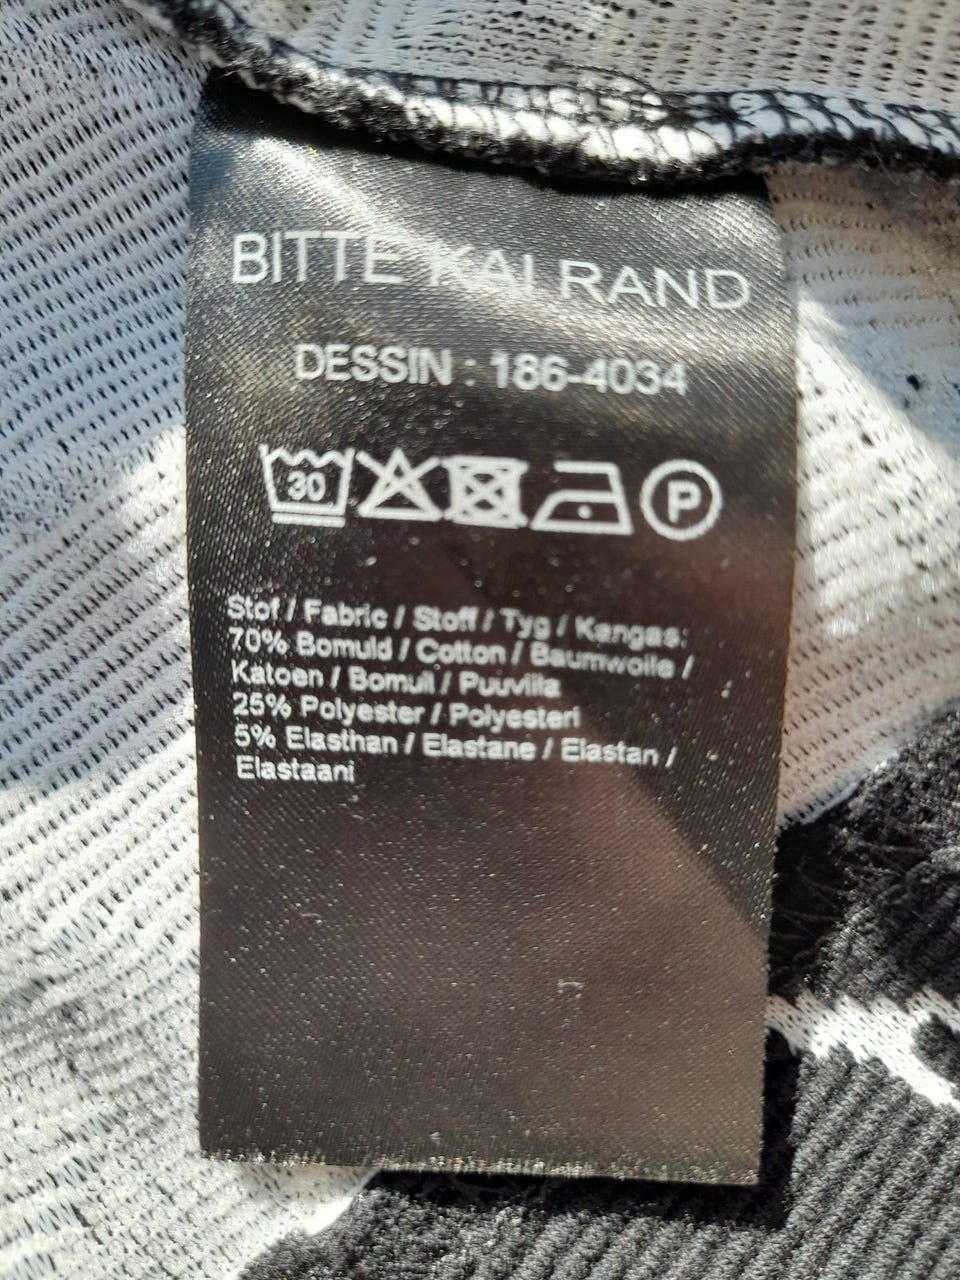 BITTE KAI RAND
DESSIN : 186-4034
30 P
Stof / Fabric / Stoff / Tyg / Kangas:
70% Bomuld / Cotton / Baumwolle /
Katoen / Bomull / Puuvilla
25% Polyester / Polyesteri
5% Elasthan / Elastane / Elastan /
Elastaani